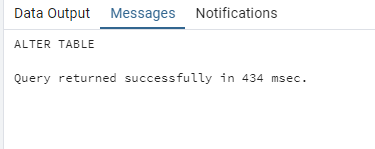 Data Output Messages Notifications
ALTER TABLE
Query returned successfully in 434 msec.